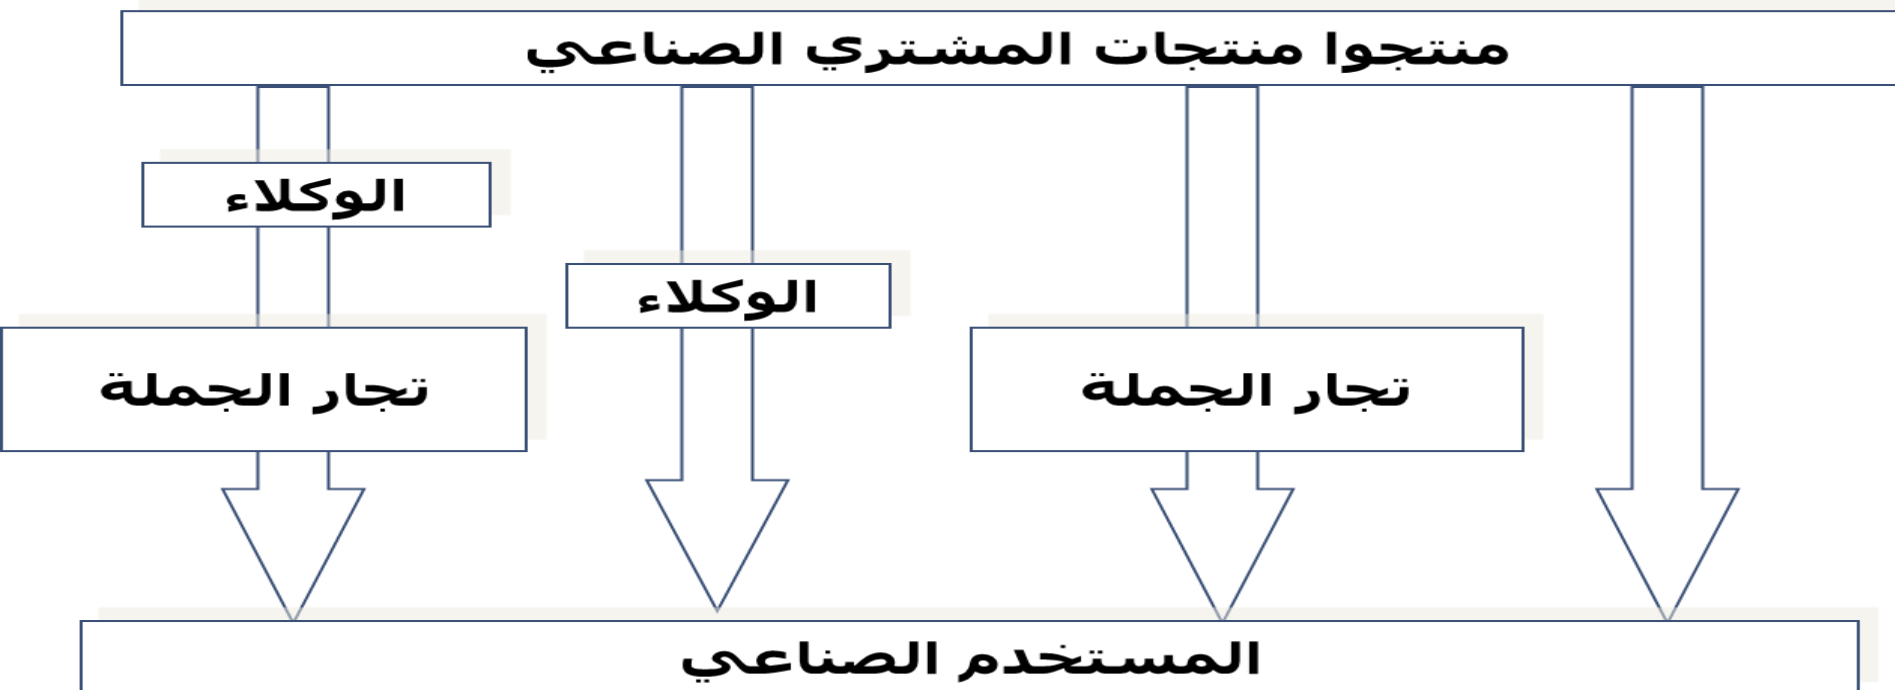 منتجوا منتجات المشتري الصناعي
الوكلاء
الوكلاء
تجار الجملة
تجار الجملة
المستخدم الصناعي